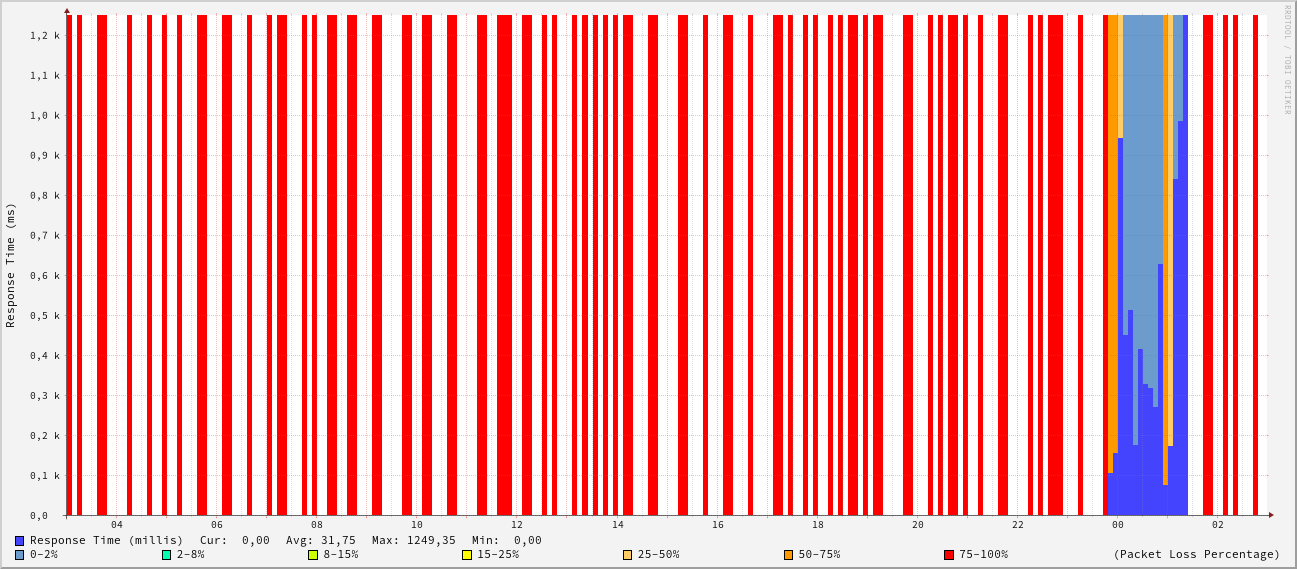 RRDTOOL / TOBI OETIKER
Response Time (ms)
1,2 k
1,1 k
1,0 k
0,9 k
0,8 k
0,7 k
0,6 k
0,5 k
0,4 k
0,3 k
0,2 k
0,1 k
0,0
04 06 08 10 12 14 16 18 20 22 00 02
Response Time (millis) Cur: 0,00 Avg: 31,75 Max: 1249,35 Min: 0,00
0-2% 2-8% 8-15% 15-25% 25-50% 50-75% 75-100% (Packet Loss Percentage)